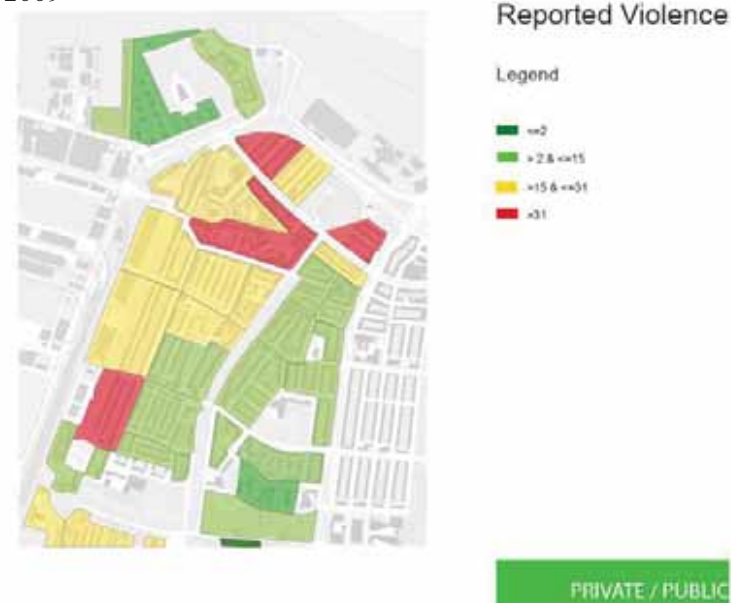 Reported Violence
Legend
<=2
> 2 & <=15
>15 & <=31
>31
PRIVATE / PUBLIC